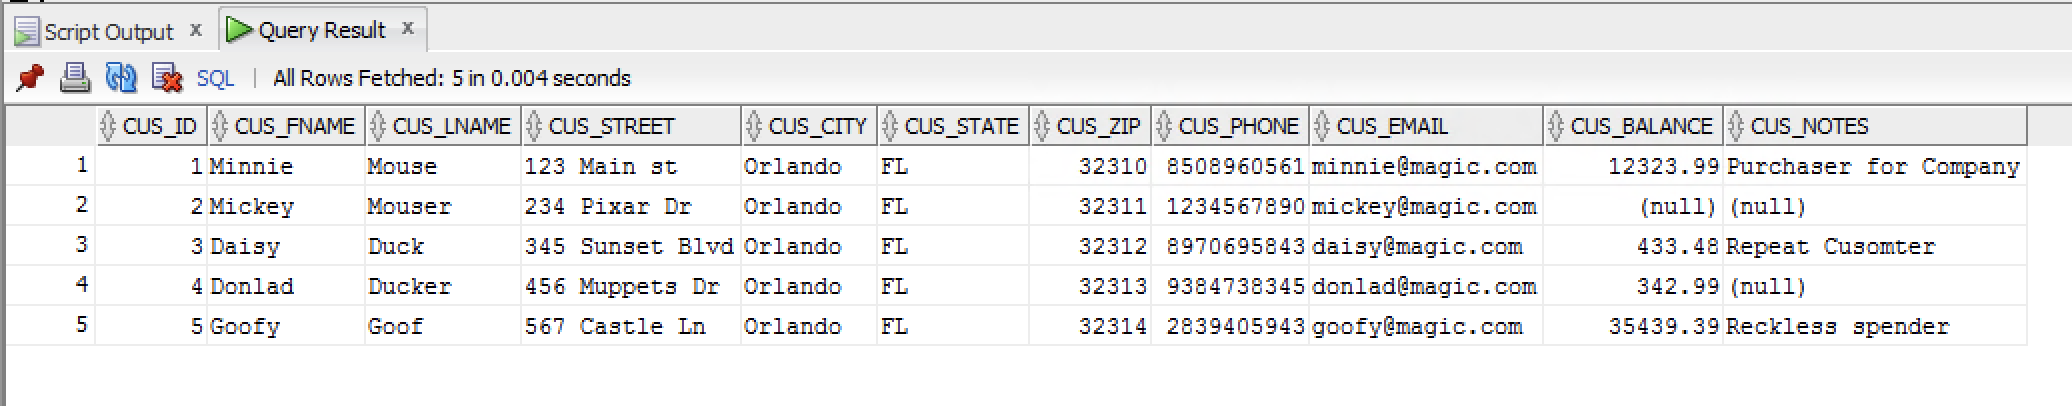 Script Output x Query Result x
SQL | All Rows Fetched: 5 in 0.004 seconds
CUS_ID CUS_FNAME CUS_LNAME CUS_STREET CUS_CITY CUS_STATE CUS_ZIP CUS_PHONE CUS_EMAIL CUS_BALANCE CUS_NOTES
1 1 Minnie Mouse 123 Main st Orlando FL 32310 8508960561 minnie@magic.com 12323.99 Purchaser for Company
2 2 Mickey Mouser 234 Pixar Dr Orlando FL 32311 1234567890 mickey@magic.com (null) (null)
3 3 Daisy Duck 345 Sunset Blvd Orlando FL 32312 8970695843 daisy@magic.com 433.48 Repeat Cusomter
4 4 Donlad Ducker 456 Muppets Dr Orlando FL 32313 9384738345 donlad@magic.com 342.99 (null)
5 5 Goofy Goof 567 Castle Ln Orlando FL 32314 2839405943 goofy@magic.com 35439.39 Reckless spender